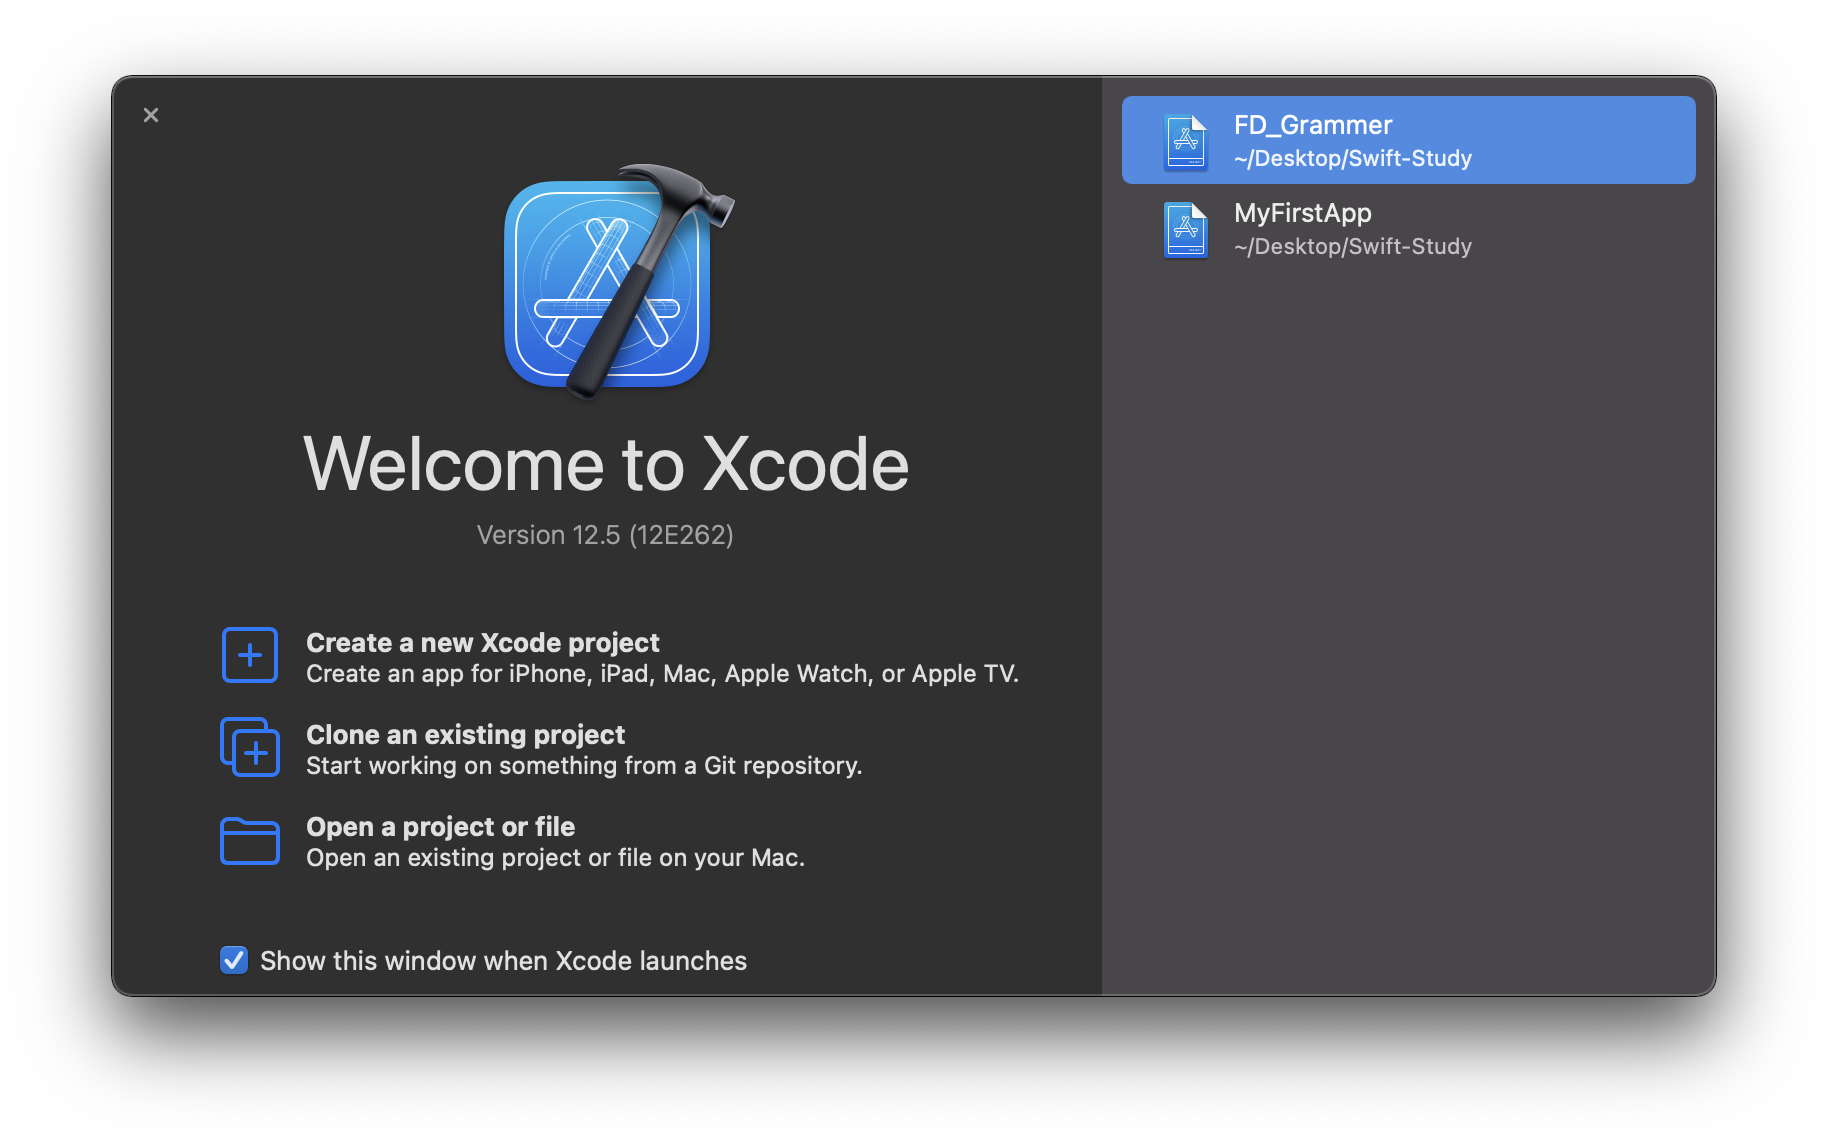 Welcome to Xcode
Version 12.5 (12E262)
Create a new Xcode project
Create an app for iPhone, iPad, Mac, Apple Watch, or Apple TV.
Clone an existing project
Start working on something from a Git repository.
Open a project or file
Open an existing project or file on your Mac.
Show this window when Xcode launches
FD_Grammer
~/Desktop/Swift-Study
MyFirstApp
~/Desktop/Swift-Study